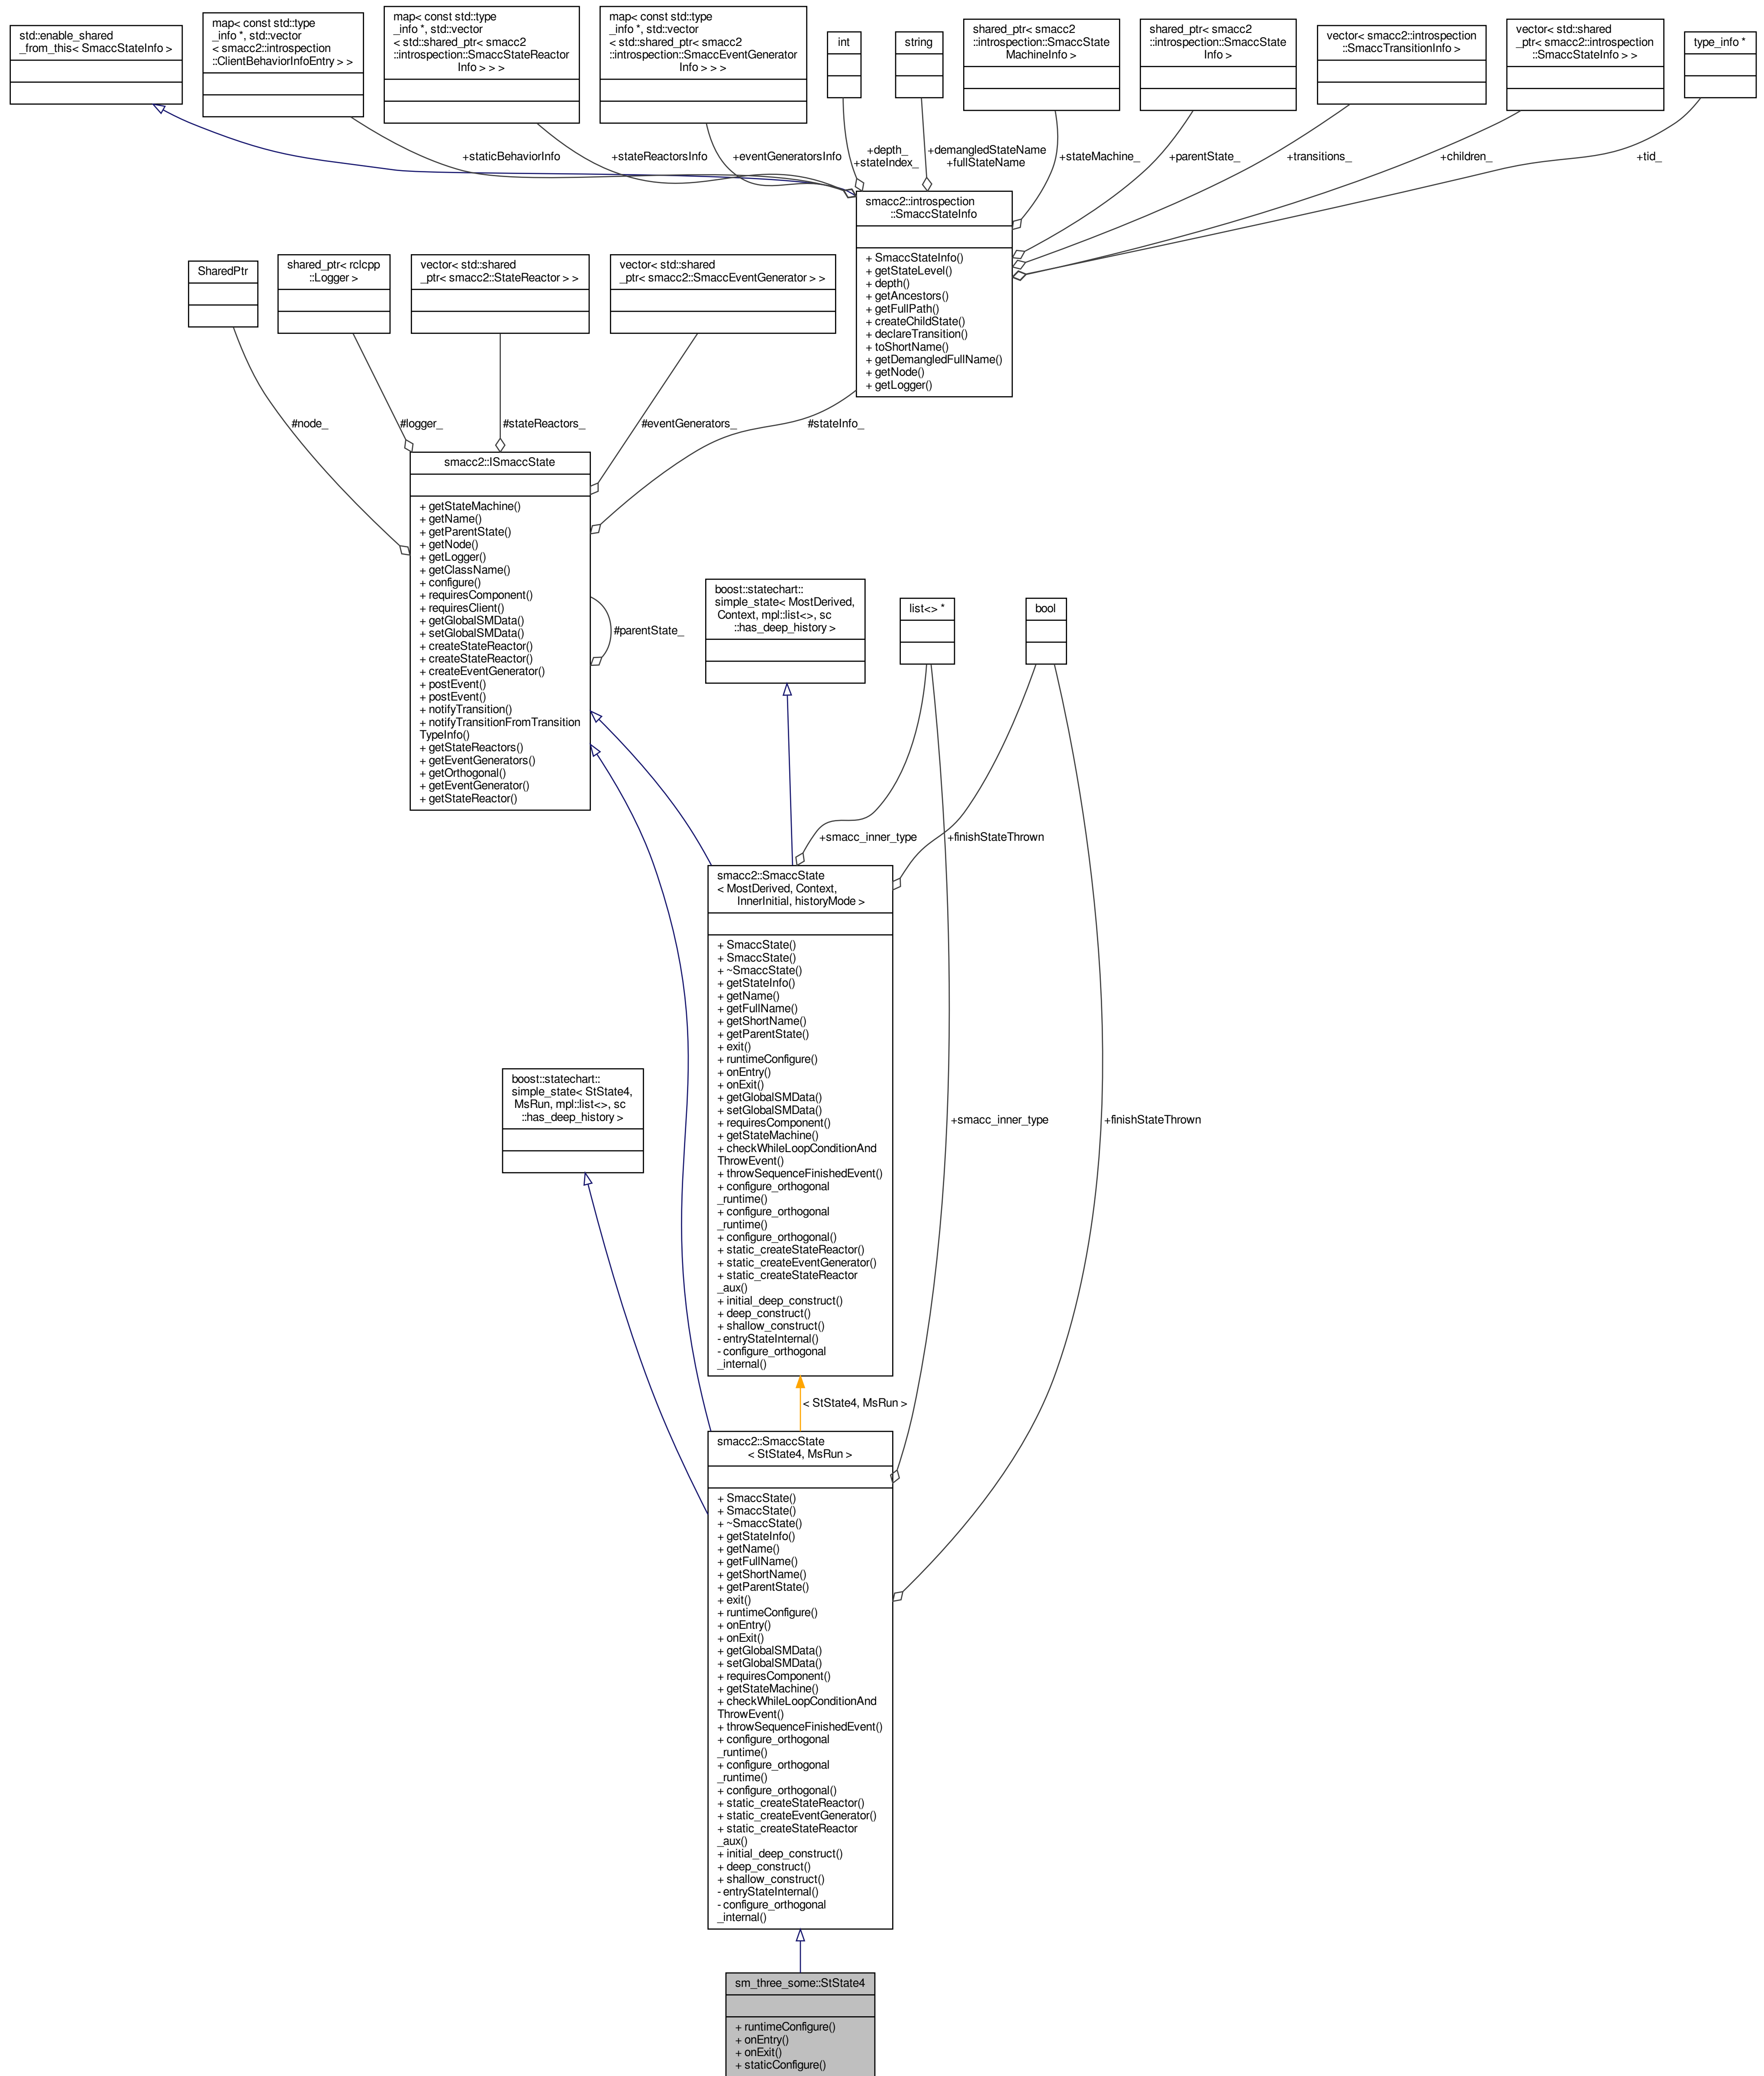 std::enable_shared
_from_this< SmaccStateInfo >
map< const std::type
_info *, std::vector
< smacc2::introspection
::ClientBehaviorInfoEntry > >
map< const std::type
_info *, std::vector
< std::shared_ptr< smacc2
::introspection::SmaccStateReactor
Info > > >
map< const std::type
_info *, std::vector
< std::shared_ptr< smacc2
::introspection::SmaccEventGenerator
Info > > >
int
string
shared_ptr< smacc2
::introspection::SmaccState
MachineInfo >
shared_ptr< smacc2
::introspection::SmaccState
Info >
vector< smacc2::introspection
::SmaccTransitionInfo >
vector< std::shared
_ptr< smacc2::introspection
::SmaccStateInfo > >
type_info *
+staticBehaviorInfo
+stateReactorsInfo
+eventGeneratorsInfo
+depth_
+stateIndex_
+demangledStateName
+fullStateName
+stateMachine_
+parentState_
+transitions_
+children_
+tid_
smacc2::introspection
::SmaccStateInfo
+ SmaccStateInfo()
+ getStateLevel()
+ depth()
+ getAncestors()
+ getFullPath()
+ createChildState()
+ declareTransition()
+ toShortName()
+ getDemangledFullName()
+ getNode()
+ getLogger()
SharedPtr
shared_ptr< rclcpp
::Logger >
vector< std::shared
_ptr< smacc2::StateReactor > >
vector< std::shared
_ptr< smacc2::SmaccEventGenerator > >
#node_
#logger_
#stateReactors_
#eventGenerators_
#stateInfo_
smacc2::ISmaccState
+ getStateMachine()
+ getName()
+ getParentState()
+ getNode()
+ getLogger()
+ getClassName()
+ configure()
+ requiresComponent()
+ requiresClient()
+ getGlobalSMData()
+ setGlobalSMData()
+ createStateReactor()
+ createStateReactor()
+ createEventGenerator()
+ postEvent()
+ postEvent()
+ notifyTransition()
+ notifyTransitionFromTransition
TypeInfo()
+ getStateReactors()
+ getEventGenerators()
+ getOrthogonal()
+ getEventGenerator()
+ getStateReactor()
#parentState_
boost::statechart::
simple_state< MostDerived,
Context, mpl::list<>, sc
::has_deep_history >
list<> *
bool
+smacc_inner_type
+finishStateThrown
smacc2::SmaccState
< MostDerived, Context,
InnerInitial, historyMode >
+ SmaccState()
+ SmaccState()
+ ~SmaccState()
+ getStateInfo()
+ getName()
+ getFullName()
+ getShortName()
+ getParentState()
+ exit()
+ runtimeConfigure()
+ onEntry()
+ onExit()
+ getGlobalSMData()
+ setGlobalSMData()
+ requiresComponent()
+ getStateMachine()
+ checkWhileLoopConditionAnd
ThrowEvent()
+ throwSequenceFinishedEvent()
+ configure_orthogonal
_runtime()
+ configure_orthogonal
_runtime()
+ configure_orthogonal()
+ static_createStateReactor()
+ static_createEventGenerator()
+ static_createStateReactor
_aux()
+ initial_deep_construct()
+ deep_construct()
+ shallow_construct()
- entryStateInternal()
- configure_orthogonal
_internal()
boost::statechart::
simple_state< StState4,
MsRun, mpl::list<>, sc
::has_deep_history >
+smacc_inner_type
+finishStateThrown
< StState4, MsRun >
smacc2::SmaccState
< StState4, MsRun >
+ SmaccState()
+ SmaccState()
+ ~SmaccState()
+ getStateInfo()
+ getName()
+ getFullName()
+ getShortName()
+ getParentState()
+ exit()
+ runtimeConfigure()
+ onEntry()
+ onExit()
+ getGlobalSMData()
+ setGlobalSMData()
+ requiresComponent()
+ getStateMachine()
+ checkWhileLoopConditionAnd
ThrowEvent()
+ throwSequenceFinishedEvent()
+ configure_orthogonal
_runtime()
+ configure_orthogonal
_runtime()
+ configure_orthogonal()
+ static_createStateReactor()
+ static_createEventGenerator()
+ static_createStateReactor
_aux()
+ initial_deep_construct()
+ deep_construct()
+ shallow_construct()
- entryStateInternal()
- configure_orthogonal
_internal()
sm_three_some::StState4
+ runtimeConfigure()
+ onEntry()
+ onExit()
+ staticConfigure()